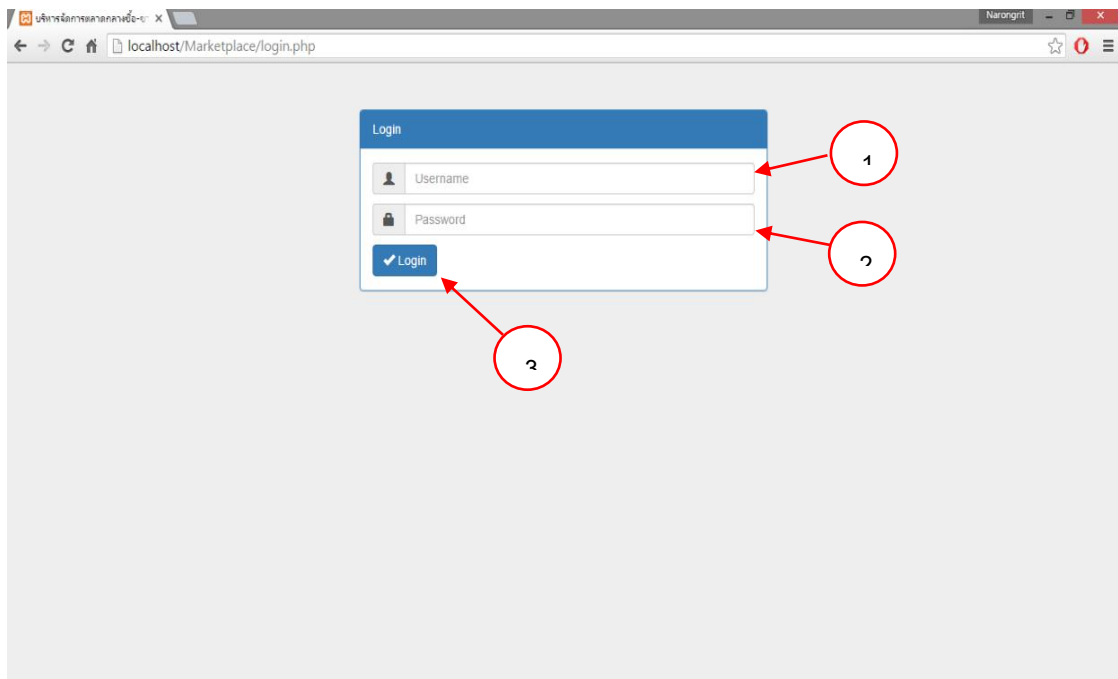 บริหารจัดการตลาดกลางซื้อ-ขา
Narongrit
localhost/Marketplace/login.php
Login
Username
1
Password
2
Login
3